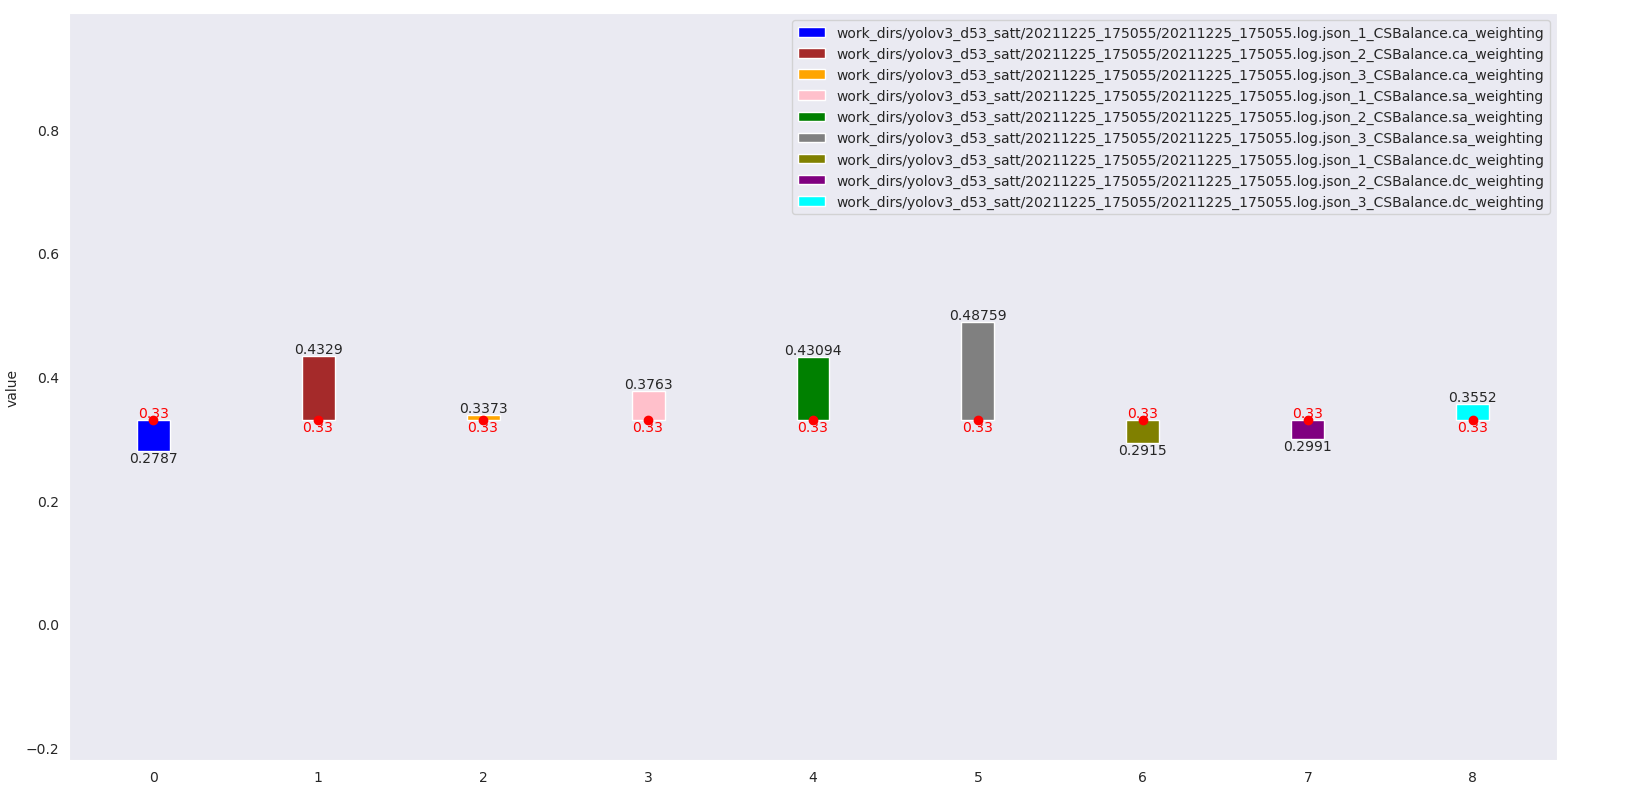 work_dirs/yolov3_d53_satt/20211225_175055/20211225_175055.log.json_1_CSBalance.ca_weighting
work_dirs/yolov3_d53_satt/20211225_175055/20211225_175055.log.json_2_CSBalance.ca_weighting
work_dirs/yolov3_d53_satt/20211225_175055/20211225_175055.log.json_3_CSBalance.ca_weighting
work_dirs/yolov3_d53_satt/20211225_175055/20211225_175055.log.json_1_CSBalance.sa_weighting
work_dirs/yolov3_d53_satt/20211225_175055/20211225_175055.log.json_2_CSBalance.sa_weighting
work_dirs/yolov3_d53_satt/20211225_175055/20211225_175055.log.json_3_CSBalance.sa_weighting
work_dirs/yolov3_d53_satt/20211225_175055/20211225_175055.log.json_1_CSBalance.dc_weighting
work_dirs/yolov3_d53_satt/20211225_175055/20211225_175055.log.json_2_CSBalance.dc_weighting
work_dirs/yolov3_d53_satt/20211225_175055/20211225_175055.log.json_3_CSBalance.dc_weighting
0.8
0.6
0.4
0.2
0.0
−0.2
value
0.33
0.2787
0.4329
0.33
0.3373
0.33
0.3763
0.33
0.43094
0.33
0.48759
0.33
0.33
0.2915
0.33
0.2991
0.3552
0.33
0 1 2 3 4 5 6 7 8